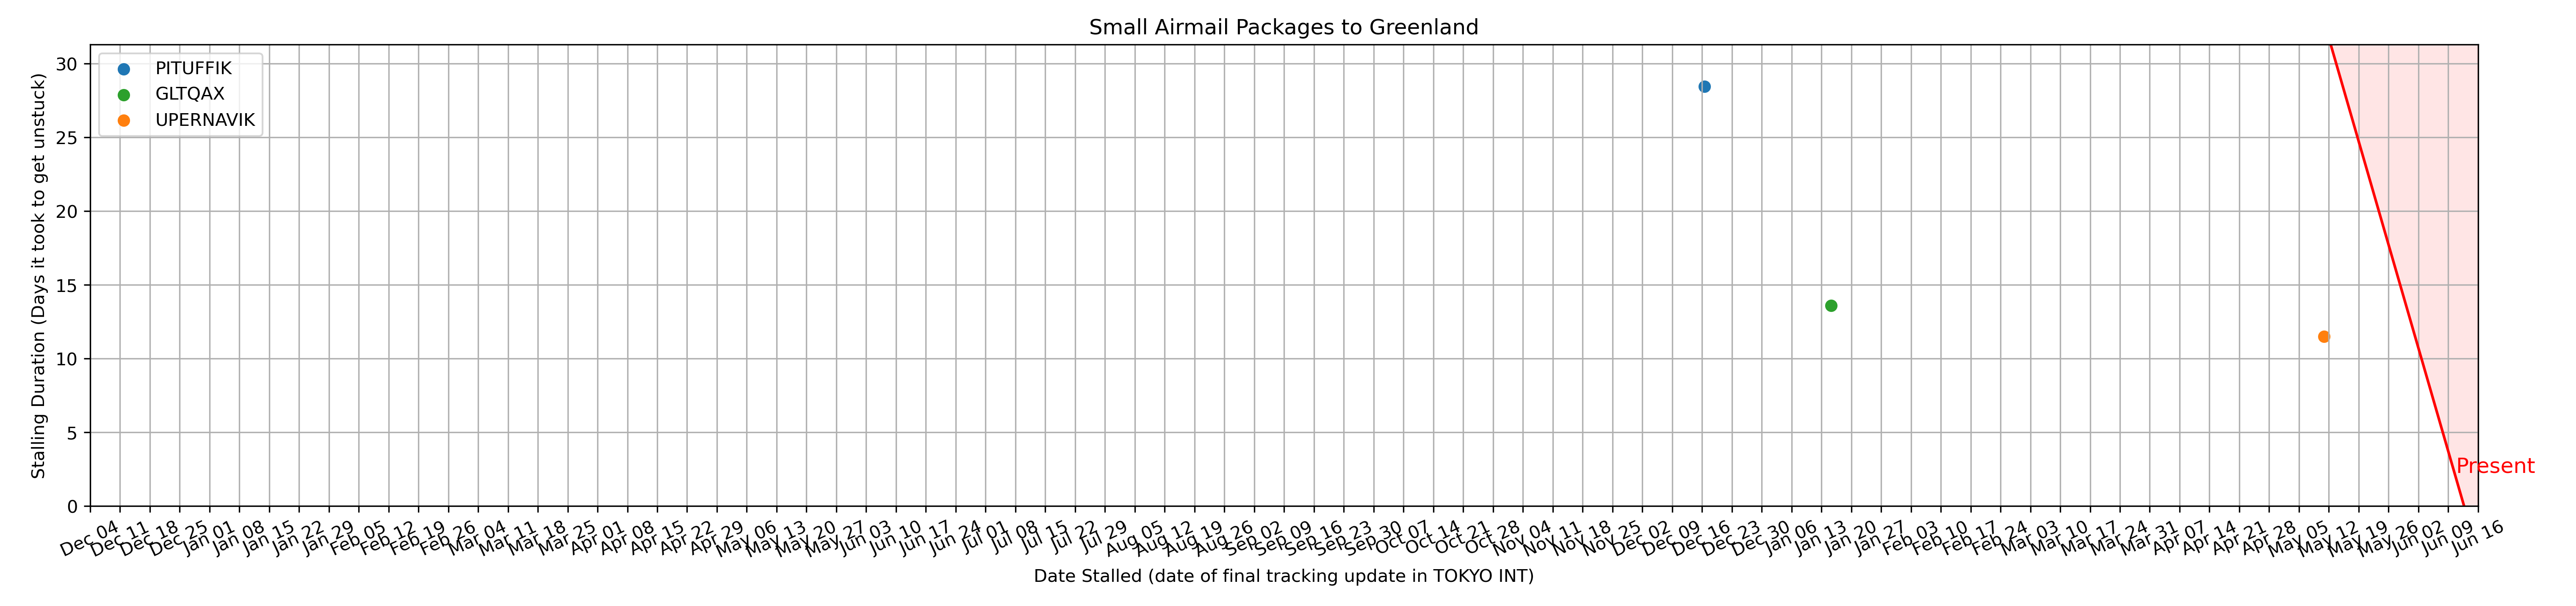 Small Airmail Packages to Greenland
PITUFFIK
GLTQAX
UPERNAVIK
Stalling Duration (Days it took to get unstuck)
30
25
20
15
10
5
0
Present
Dec 04
Dec 11
Dec 18
Dec 25
Jan 01
Jan 08
Jan 15
Jan 22
Jan 29
Feb 05
Feb 12
Feb 19
Feb 26
Mar 04
Mar 11
Mar 18
Mar 25
Apr 01
Apr 08
Apr 15
Apr 22
Apr 29
May 06
May 13
May 20
May 27
Jun 03
Jun 10
Jun 17
Jun 24
Jul 01
Jul 08
Jul 15
Jul 22
Jul 29
Aug 05
Aug 12
Aug 19
Aug 26
Sep 02
Sep 09
Sep 16
Sep 23
Sep 30
Oct 07
Oct 14
Oct 21
Oct 28
Nov 04
Nov 11
Nov 18
Nov 25
Dec 02
Dec 09
Dec 16
Dec 23
Dec 30
Jan 06
Jan 13
Jan 20
Jan 27
Feb 03
Feb 10
Feb 17
Feb 24
Mar 03
Mar 10
Mar 17
Mar 24
Mar 31
Apr 07
Apr 14
Apr 21
Apr 28
May 05
May 12
May 19
May 26
Jun 02
Jun 09
Jun 16
Date Stalled (date of final tracking update in TOKYO INT)